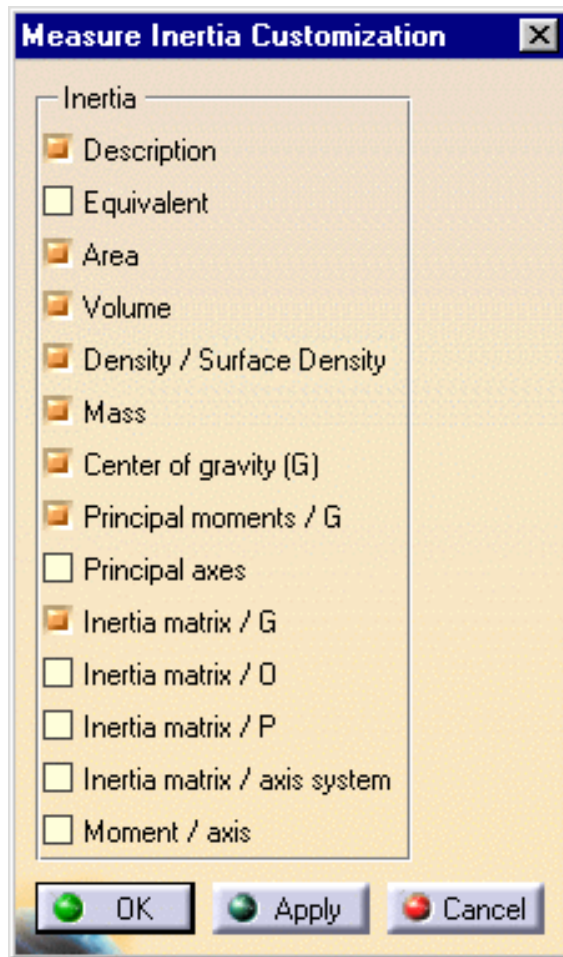 Measure Inertia Customization
Inertia
Description
Equivalent
Area
Volume
Density / Surface Density
Mass
Center of gravity (G)
Principal moments / G
Principal axes
Inertia matrix / G
Inertia matrix / O
Inertia matrix / P
Inertia matrix / axis system
Moment / axis
OK Apply Cancel